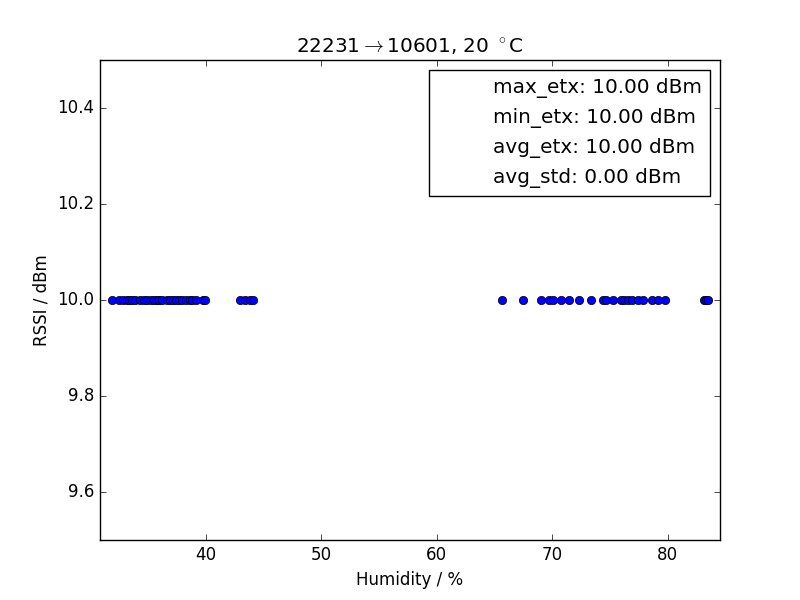 22231→10601, 20 °C
max_etx: 10.00 dBm
min_etx: 10.00 dBm
avg_etx: 10.00 dBm
avg_std: 0.00 dBm
10.4
10.2
10.0
9.8
9.6
RSSI / dBm
40 50 60 70 80
Humidity / %